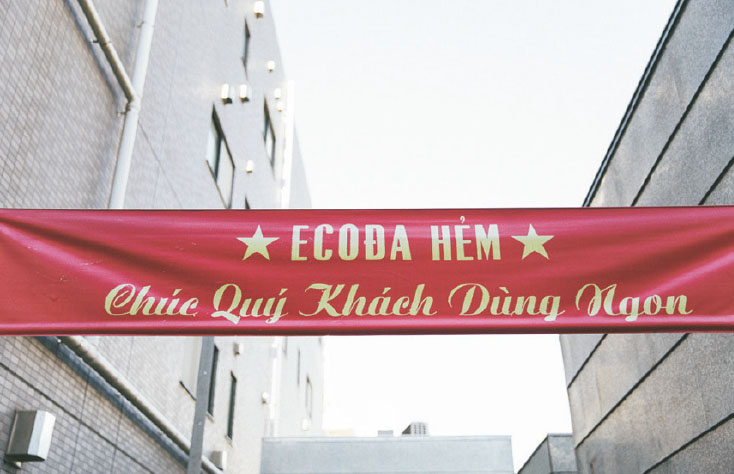 ★ ECOĐA HẺM ★
Chúc Quý Khách Dùng Ngon